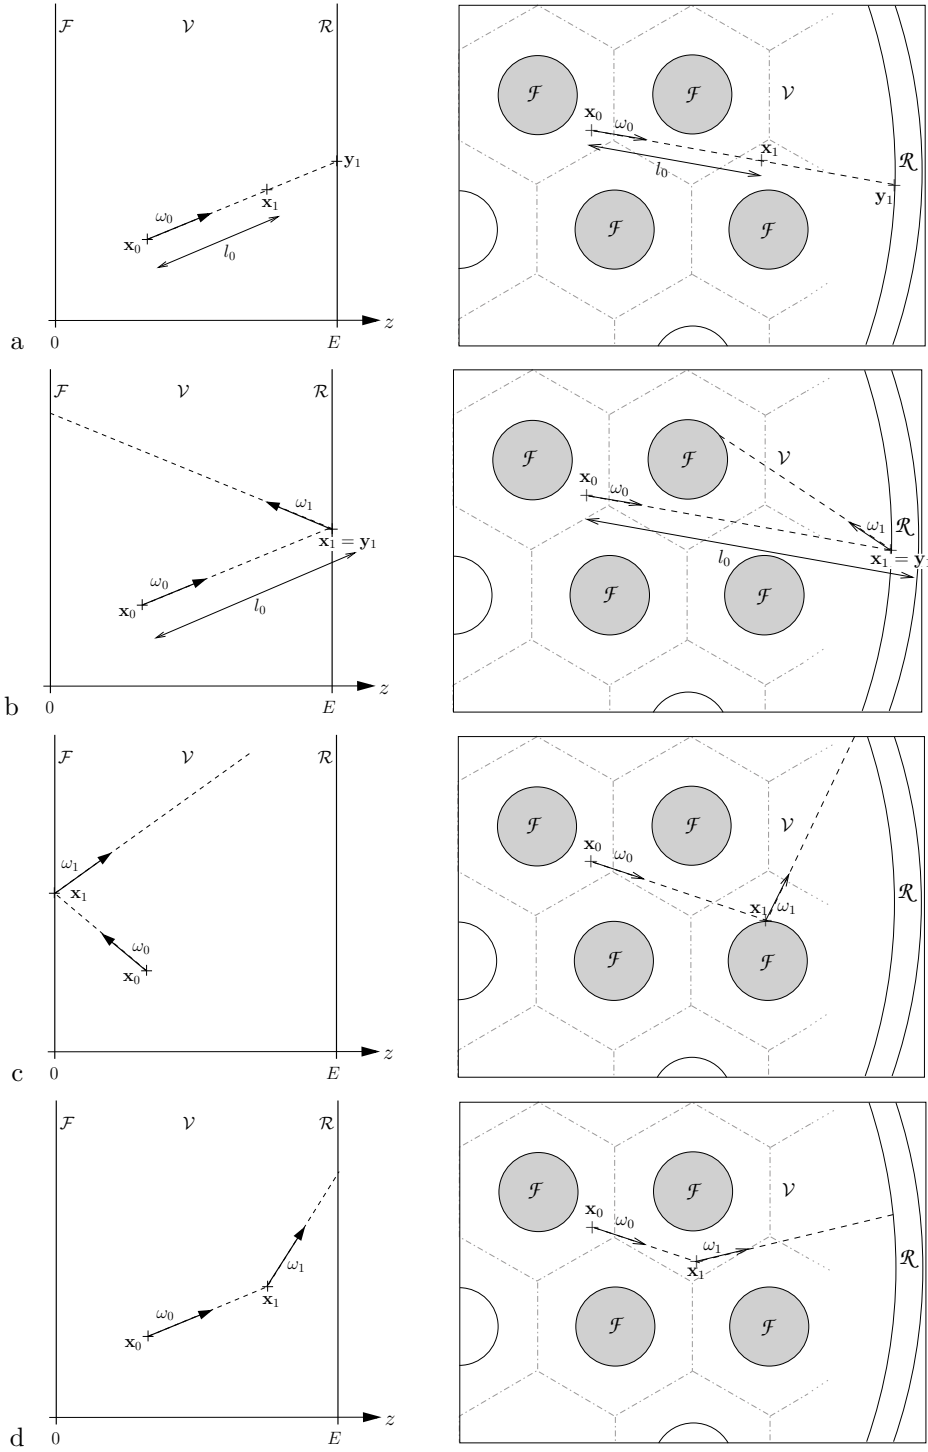 ℱ 𝒱 ℛ
ω₀
x₀
x₁
y₁
l₀
z
0 E
a
ℱ
ℱ
𝒱
x₀
ω₀
x₁
l₀
ℛ
y₁
ℱ
ℱ
ℱ 𝒱 ℛ
ω₁
x₁ = y₁
ω₀
x₀
l₀
z
0 E
b
ℱ
ℱ
𝒱
x₀
ω₀
ω₁
ℛ
x₁ = y₁
l₀
ℱ
ℱ
ℱ 𝒱 ℛ
ω₁
x₁
ω₀
x₀
z
0 E
c
ℱ
ℱ
𝒱
x₀
ω₀
x₁
ω₁
ℛ
ℱ
ℱ
ℱ 𝒱 ℛ
ω₁
x₁
ω₀
x₀
z
0 E
d
ℱ
ℱ
𝒱
x₀
ω₀
ω₁
x₁
ℛ
ℱ
ℱ